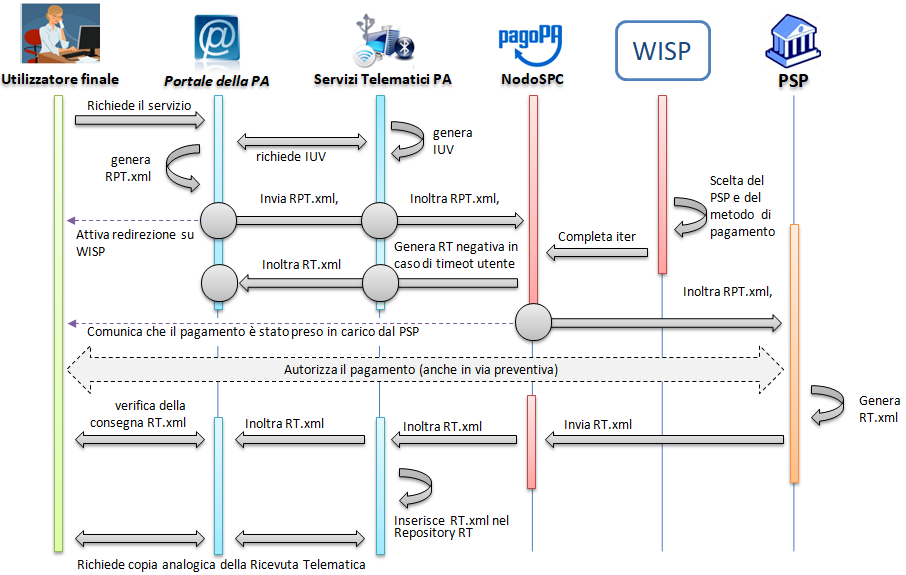 pagoPA
WISP
Utilizzatore finale
Portale della PA
Servizi Telematici PA
NodoSPC
PSP
Richiede il servizio
genera
IUV
richiede IUV
genera
RPT.xml
Scelta del
PSP e del
metodo di
pagamento
Invia RPT.xml,
Inoltra RPT.xml,
Attiva redirezione su
WISP
Completa iter
Genera RT negativa in
caso di timeot utente
Inoltra RT.xml
Inoltra RPT.xml,
Comunica che il pagamento è stato preso in carico dal PSP
Autorizza il pagamento (anche in via preventiva)
Genera
RT.xml
verifica della
consegna RT.xml
Inoltra RT.xml
Inoltra RT.xml
Invia RT.xml
Inserisce RT.xml nel
Repository RT
Richiede copia analogica della Ricevuta Telematica